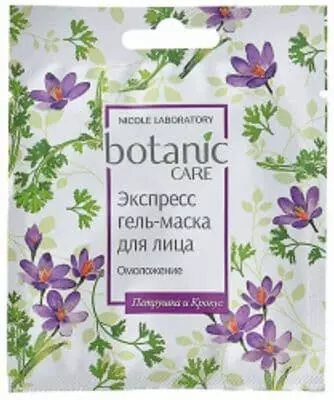 NICOLE LABORATORY
botanic
CARE
Экспресс
гель-маска
для лица
Омоложение
Петрушка и Крокус